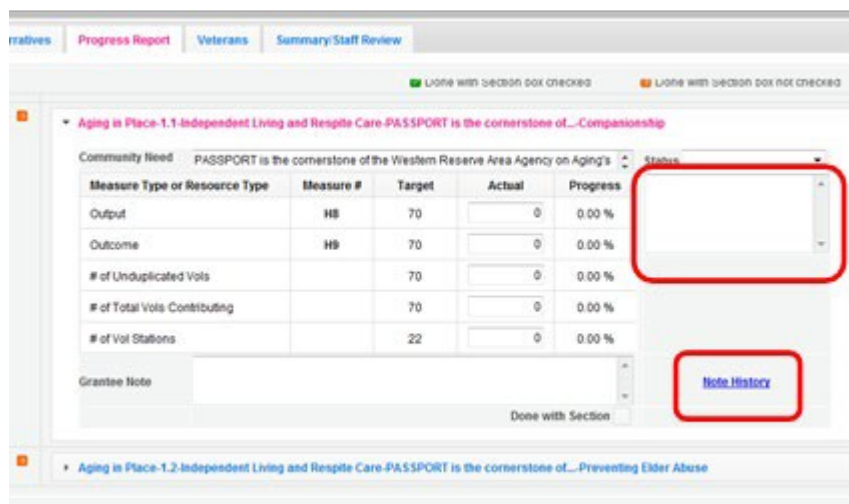 rratives Progress Report Veterans Summary/Staff Review
Done with Section box checked Done with Section box not checked
Aging in Place-1.1-Independent Living and Respite Care-PASSPORT is the cornerstone of...-Companionship
Community Need PASSPORT is the cornerstone of the Western Reserve Area Agency on Aging's Status
Measure Type or Resource Type Measure # Target Actual Progress
Output H8 70 0 0.00 %
Outcome H9 70 0 0.00 %
# of Unduplicated Vols 70 0 0.00 %
# of Total Vols Contributing 70 0 0.00 %
# of Vol Stations 22 0 0.00 %
Grantee Note Note History
Done with Section
Aging in Place-1.2-Independent Living and Respite Care-PASSPORT is the cornerstone of...-Preventing Elder Abuse